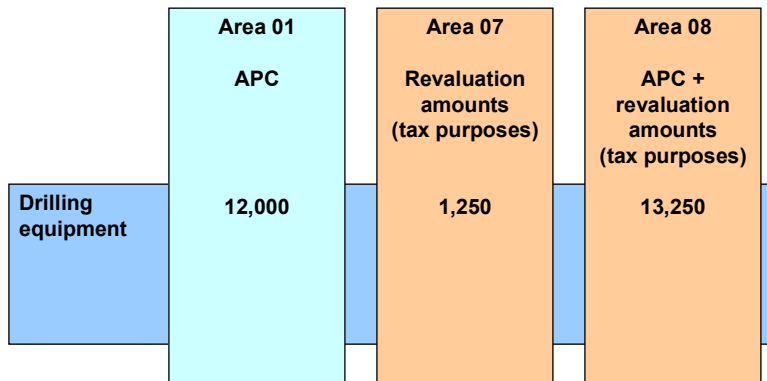 Area 01
APC
Area 07
Revaluation
amounts
(tax purposes)
Area 08
APC +
revaluation
amounts
(tax purposes)
Drilling
equipment
12,000
1,250
13,250